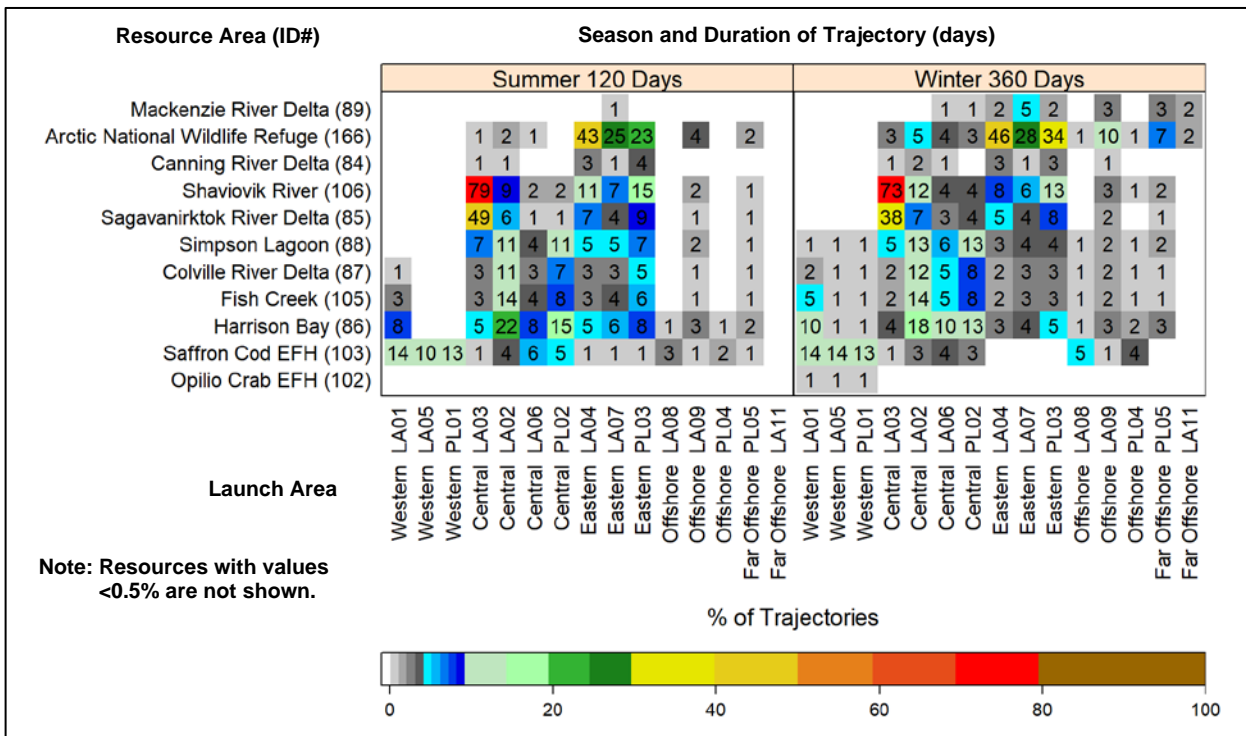 Resource Area (ID#) Season and Duration of Trajectory (days)
Summer 120 Days Winter 360 Days
Mackenzie River Delta (89) 1 1 1 2 5 2 3 3 2
Arctic National Wildlife Refuge (166) 1 2 1 43 25 23 4 2 3 5 4 3 46 28 34 1 10 1 7 2
Canning River Delta (84) 1 1 3 1 4 1 2 1 3 1 3 1
Shaviovik River (106) 79 9 2 2 11 7 15 2 1 73 12 4 4 8 6 13 3 1 2
Sagavanirktok River Delta (85) 49 6 1 1 7 4 9 1 1 38 7 3 4 5 4 8 2 1
Simpson Lagoon (88) 7 11 4 11 5 5 7 2 1 1 1 1 5 13 6 13 3 4 4 1 2 1 2
Colville River Delta (87) 1 3 11 3 7 3 3 5 1 1 2 1 1 2 12 5 8 2 3 3 1 2 1 1
Fish Creek (105) 3 3 14 4 8 3 4 6 1 1 5 1 1 2 14 5 8 2 3 3 1 2 1 1
Harrison Bay (86) 8 5 22 8 15 5 6 8 1 3 1 2 10 1 1 4 18 10 13 3 4 5 1 3 2 3
Saffron Cod EFH (103) 14 10 13 1 4 6 5 1 1 1 3 1 2 1 14 14 13 1 3 4 3 5 1 4
Opilio Crab EFH (102) 1 1 1
Launch Area
Western LA01
Western LA05
Western PL01
Central LA03
Central LA02
Central LA06
Central PL02
Eastern LA04
Eastern LA07
Eastern PL03
Offshore LA08
Offshore LA09
Offshore PL04
Far Offshore PL05
Far Offshore LA11
Western LA01
Western LA05
Western PL01
Central LA03
Central LA02
Central LA06
Central PL02
Eastern LA04
Eastern LA07
Eastern PL03
Offshore LA08
Offshore LA09
Offshore PL04
Far Offshore PL05
Far Offshore LA11
Note: Resources with values
<0.5% are not shown.
% of Trajectories
0 20 40 60 80 100